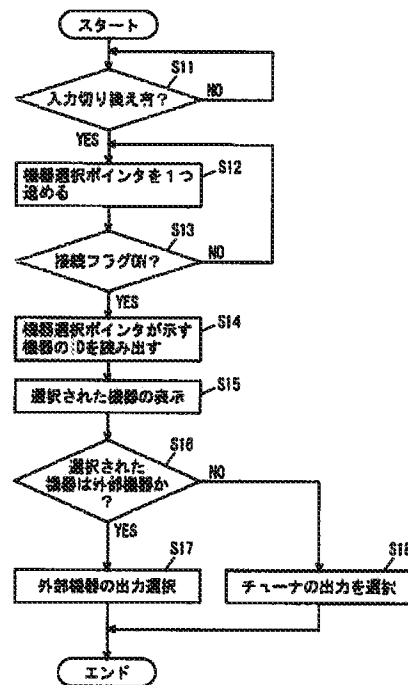 スタート
S11
入力切り換え有?
NO
YES
S12
機器選択ポインタを1つ
進める
S13
接続フラグON?
NO
YES
S14
機器選択ポインタが示す
機器のIDを読み出す
S15
選択された機器の表示
S16
選択された
機器は外部機器か
?
NO
YES
S17
外部機器の出力選択
S18
チューナの出力を選択
エンド